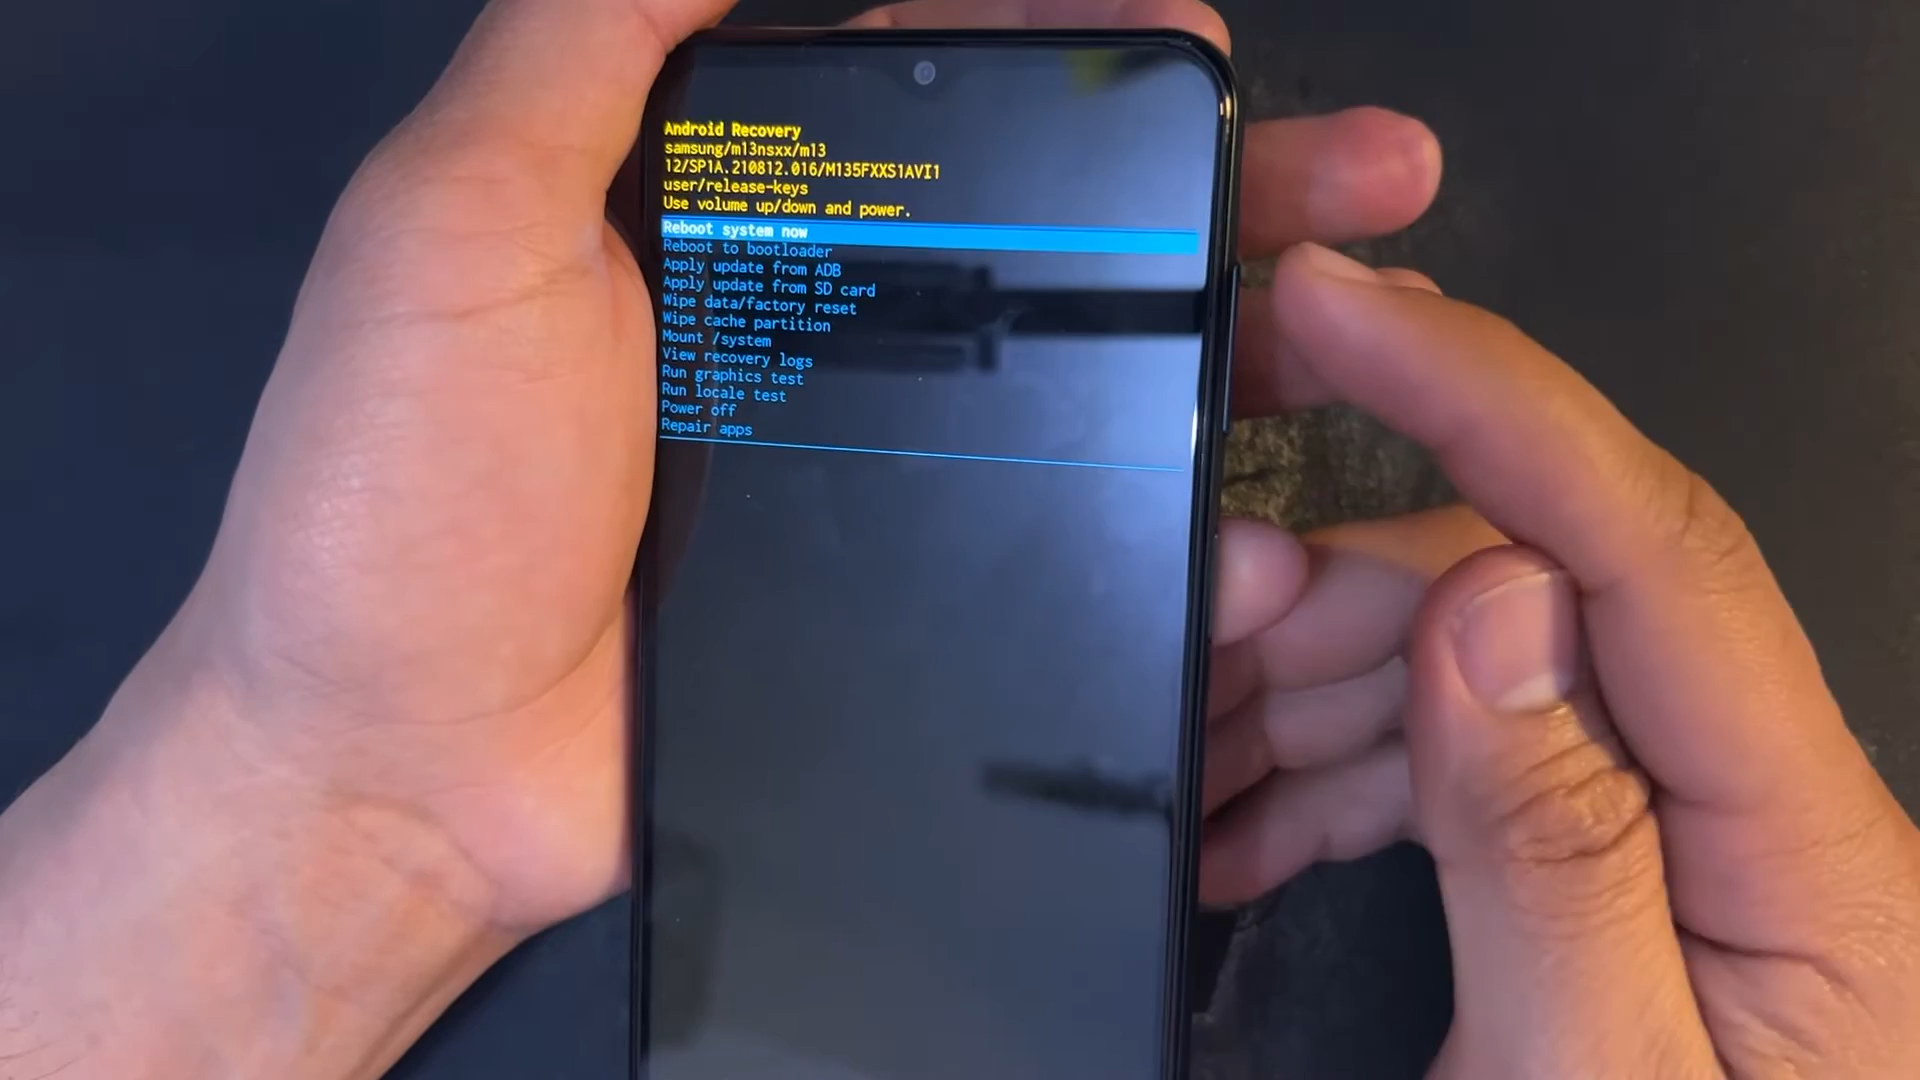 Android Recovery
samsung/m13nsxx/m13
12/SP1A.210812.016/M135FXXS1AVI1
user/release-keys
Use volume up/down and power.
Reboot system now
Reboot to bootloader
Apply update from ADB
Apply update from SD card
Wipe data/factory reset
Wipe cache partition
Mount /system
View recovery logs
Run graphics test
Run locale test
Power off
Repair apps